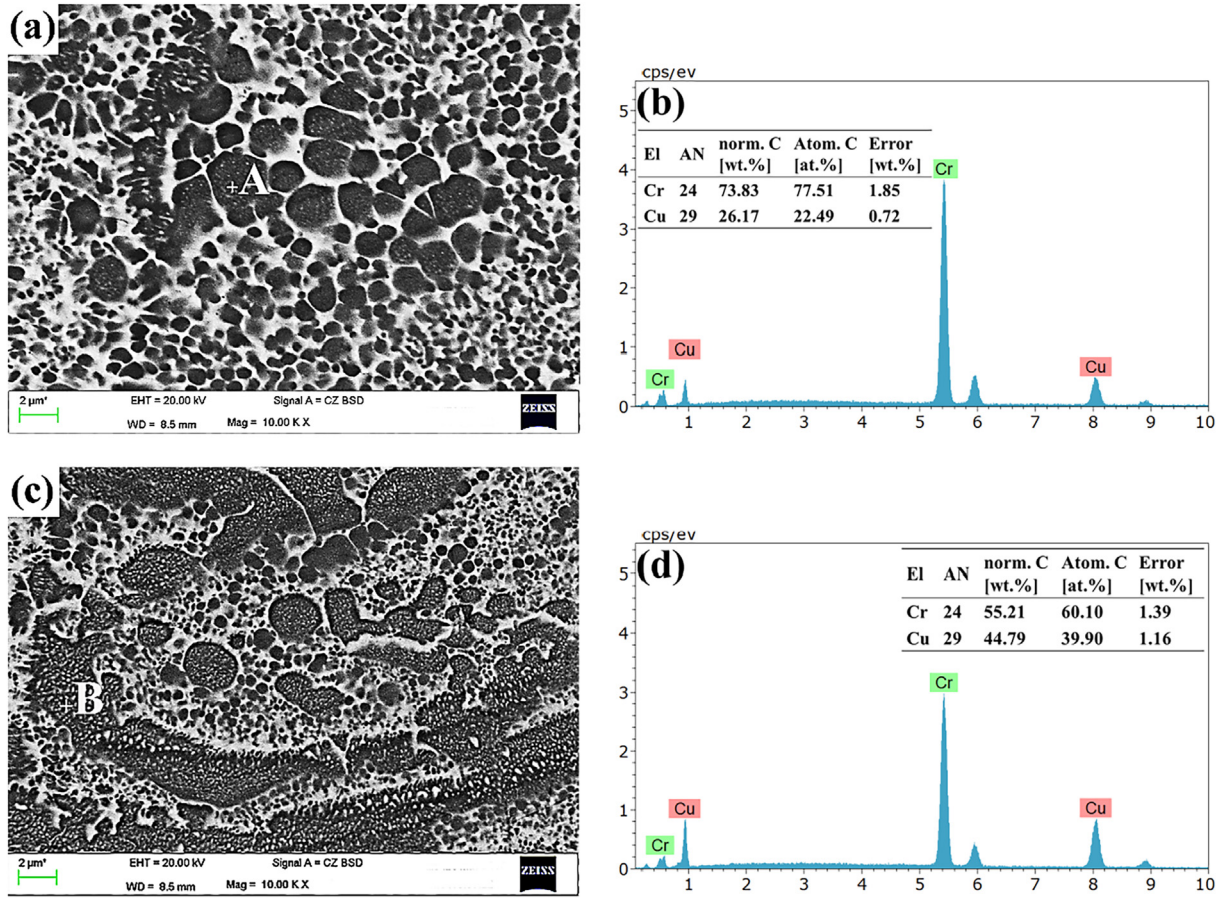 (a)
+A
2 µm*
EHT = 20.00 kV
Signal A = CZ BSD
WD = 8.5 mm
Mag = 10.00 K X
ZEISS
cps/ev
(b)
El AN norm. C [wt.%] Atom. C [at.%] Error [wt.%]
Cr 24 73.83 77.51 1.85
Cu 29 26.17 22.49 0.72
Cr
Cu
Cr
Cu
5
4
3
2
1
0
1 2 3 4 5 6 7 8 9 10
(c)
+B
2 µm*
EHT = 20.00 kV
Signal A = CZ BSD
WD = 8.5 mm
Mag = 10.00 K X
ZEISS
cps/ev
(d)
El AN norm. C [wt.%] Atom. C [at.%] Error [wt.%]
Cr 24 55.21 60.10 1.39
Cu 29 44.79 39.90 1.16
Cr
Cu
Cr
Cu
5
4
3
2
1
0
1 2 3 4 5 6 7 8 9 10